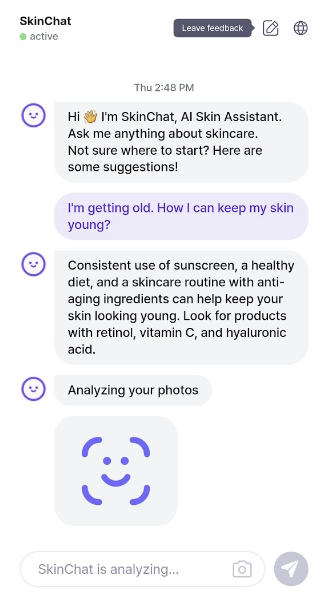 SkinChat
active
Leave feedback
Thu 2:48 PM
Hi 👋 I'm SkinChat, AI Skin Assistant.
Ask me anything about skincare.
Not sure where to start? Here are
some suggestions!
I'm getting old. How I can keep my skin
young?
Consistent use of sunscreen, a healthy
diet, and a skincare routine with anti-
aging ingredients can help keep your
skin looking young. Look for products
with retinol, vitamin C, and hyaluronic
acid.
Analyzing your photos
SkinChat is analyzing...